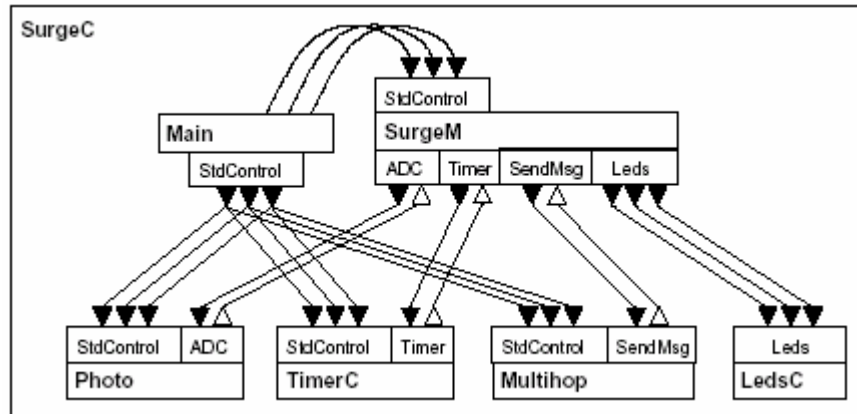 SurgeC
StdControl
Main
SurgeM
StdControl
ADC Timer SendMsg Leds
StdControl ADC StdControl Timer StdControl SendMsg Leds
Photo TimerC Multihop LedsC